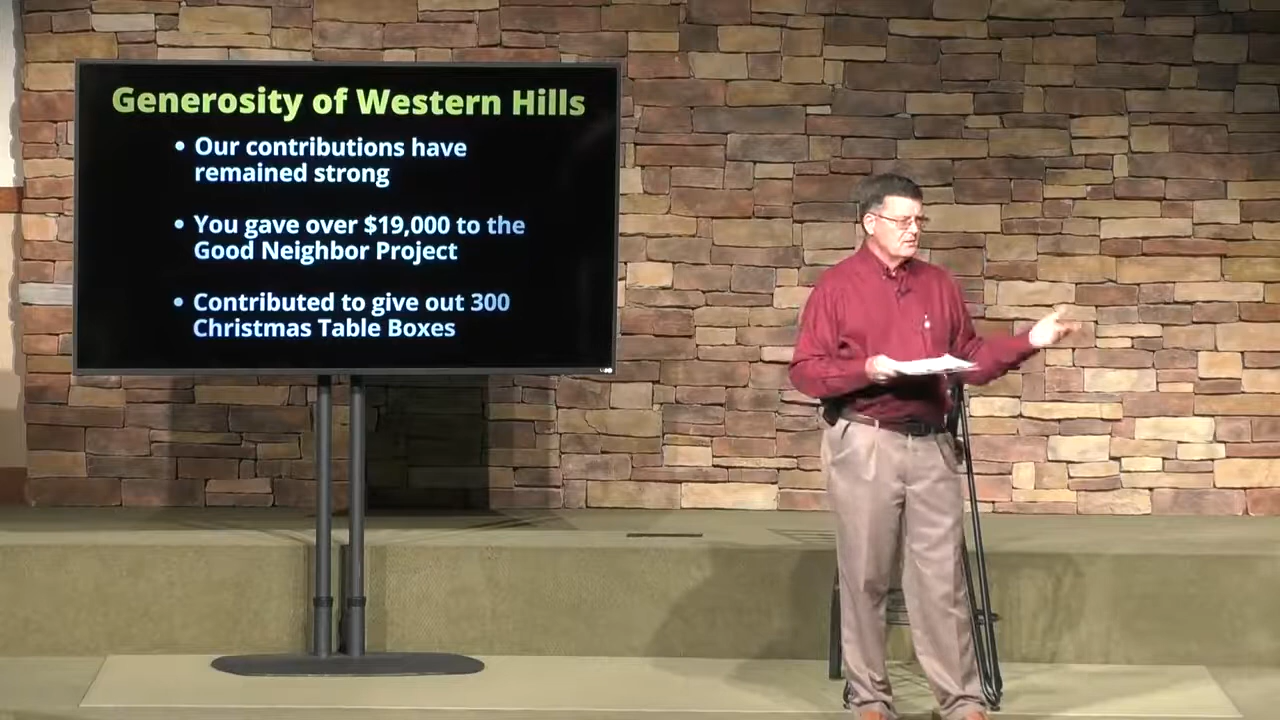 Generosity of Western Hills
• Our contributions have
remained strong
• You gave over $19,000 to the
Good Neighbor Project
• Contributed to give out 300
Christmas Table Boxes